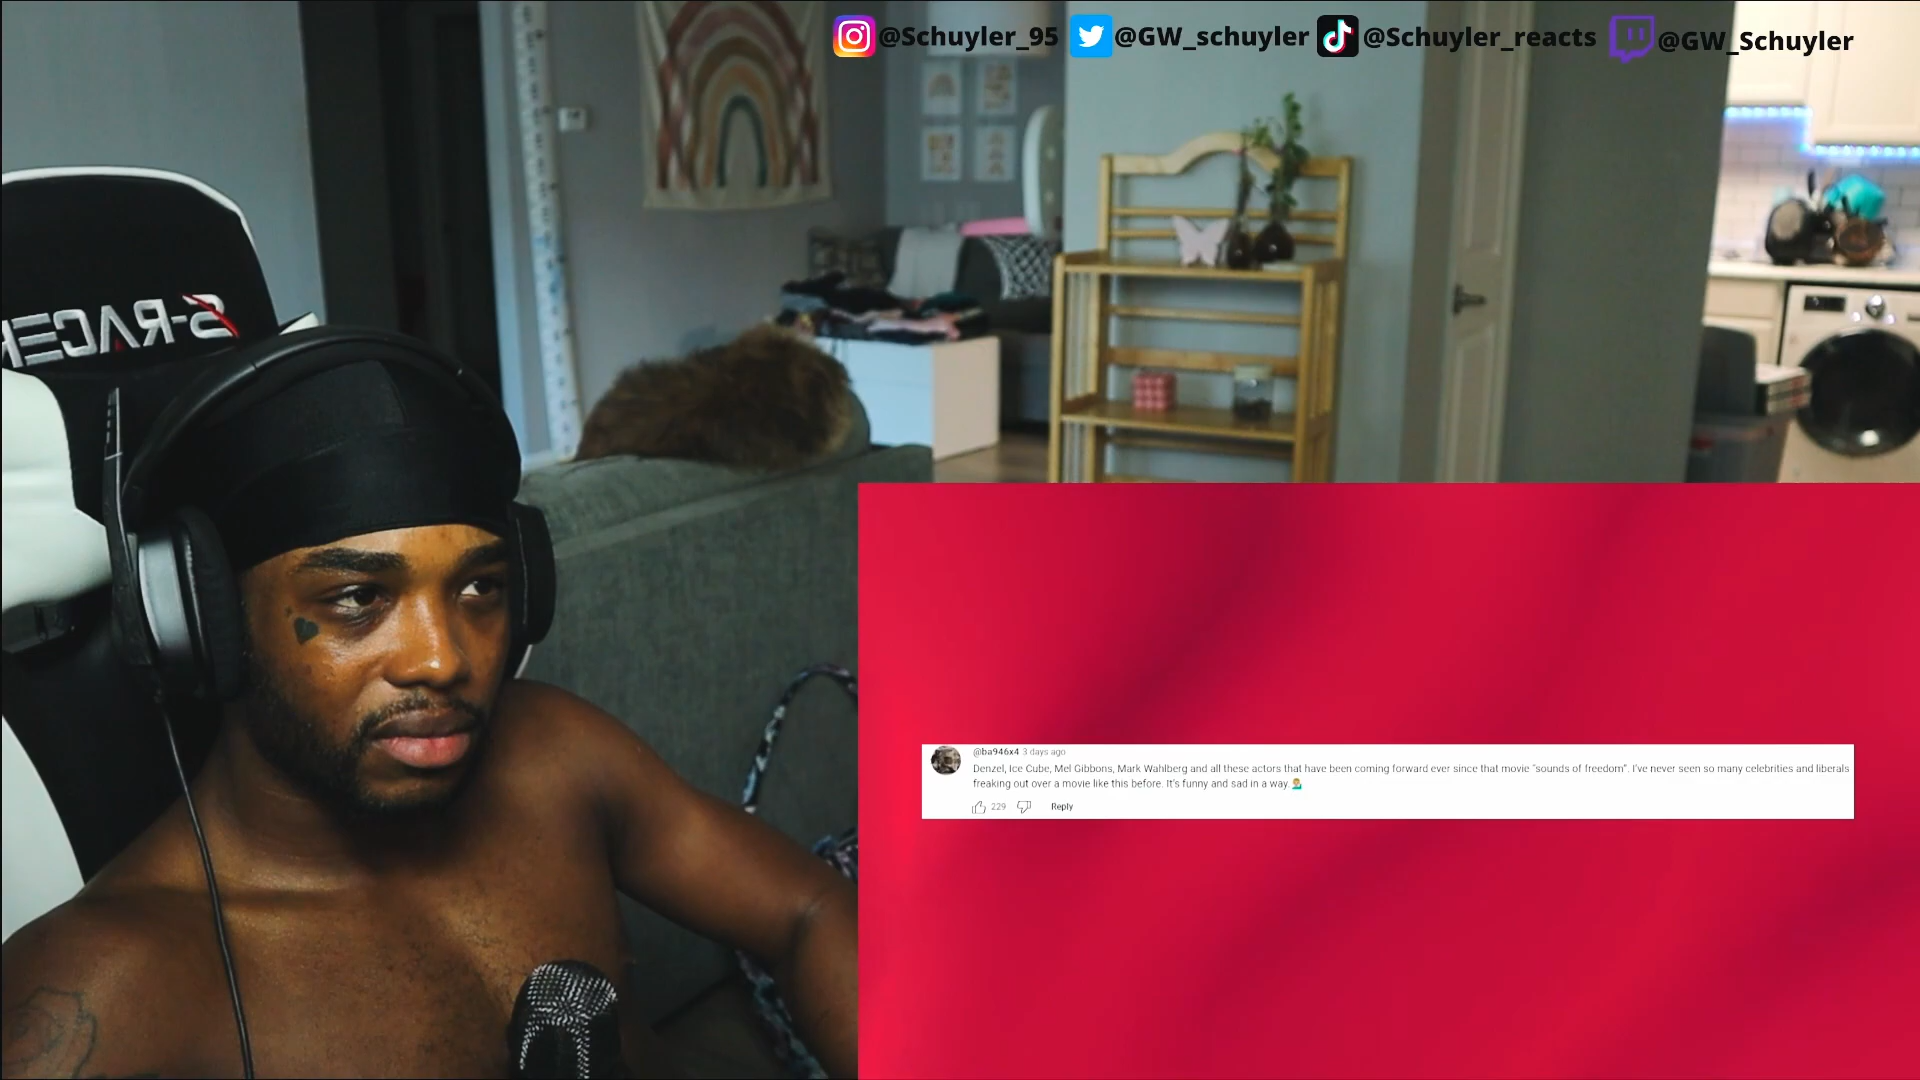 @Schuyler_95 @GW_schuyler @Schuyler_reacts @GW_Schuyler
S-RACER
@ba946x4 3 days ago
Denzel, Ice Cube, Mel Gibbons, Mark Wahlberg and all these actors that have been coming forward ever since that movie "sounds of freedom". I've never seen so many celebrities and liberals
freaking out over a movie like this before. It's funny and sad in a way.💁‍♂️
229 Reply